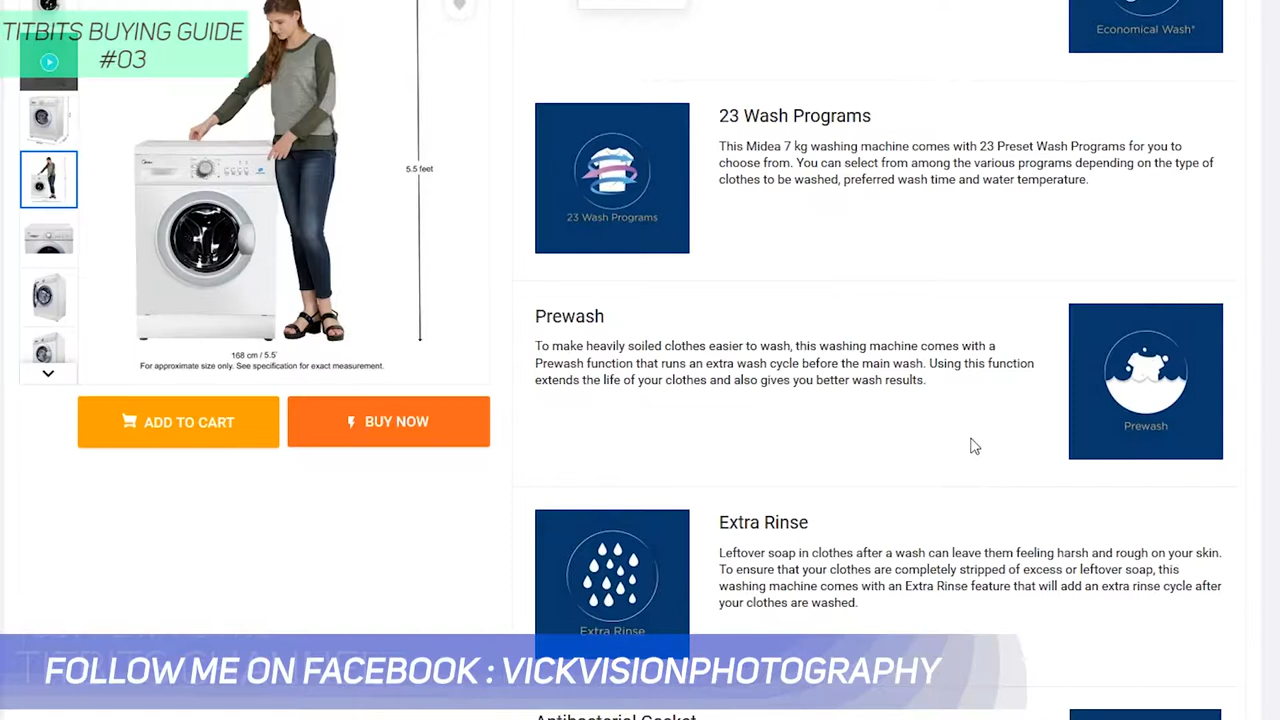 TITBITS BUYING GUIDE
#03
Economical Wash*
5.5 feet
168 cm / 5.5'
For approximate size only. See specification for exact measurement.
ADD TO CART
BUY NOW
23 Wash Programs
23 Wash Programs
This Midea 7 kg washing machine comes with 23 Preset Wash Programs for you to
choose from. You can select from among the various programs depending on the type of
clothes to be washed, preferred wash time and water temperature.
Prewash
To make heavily soiled clothes easier to wash, this washing machine comes with a
Prewash function that runs an extra wash cycle before the main wash. Using this function
extends the life of your clothes and also gives you better wash results.
Prewash
Extra Rinse
Extra Rinse
Leftover soap in clothes after a wash can leave them feeling harsh and rough on your skin.
To ensure that your clothes are completely stripped of excess or leftover soap, this
washing machine comes with an Extra Rinse feature that will add an extra rinse cycle after
your clothes are washed.
FOLLOW ME ON FACEBOOK : VICKVISIONPHOTOGRAPHY
Antibacterial Gasket